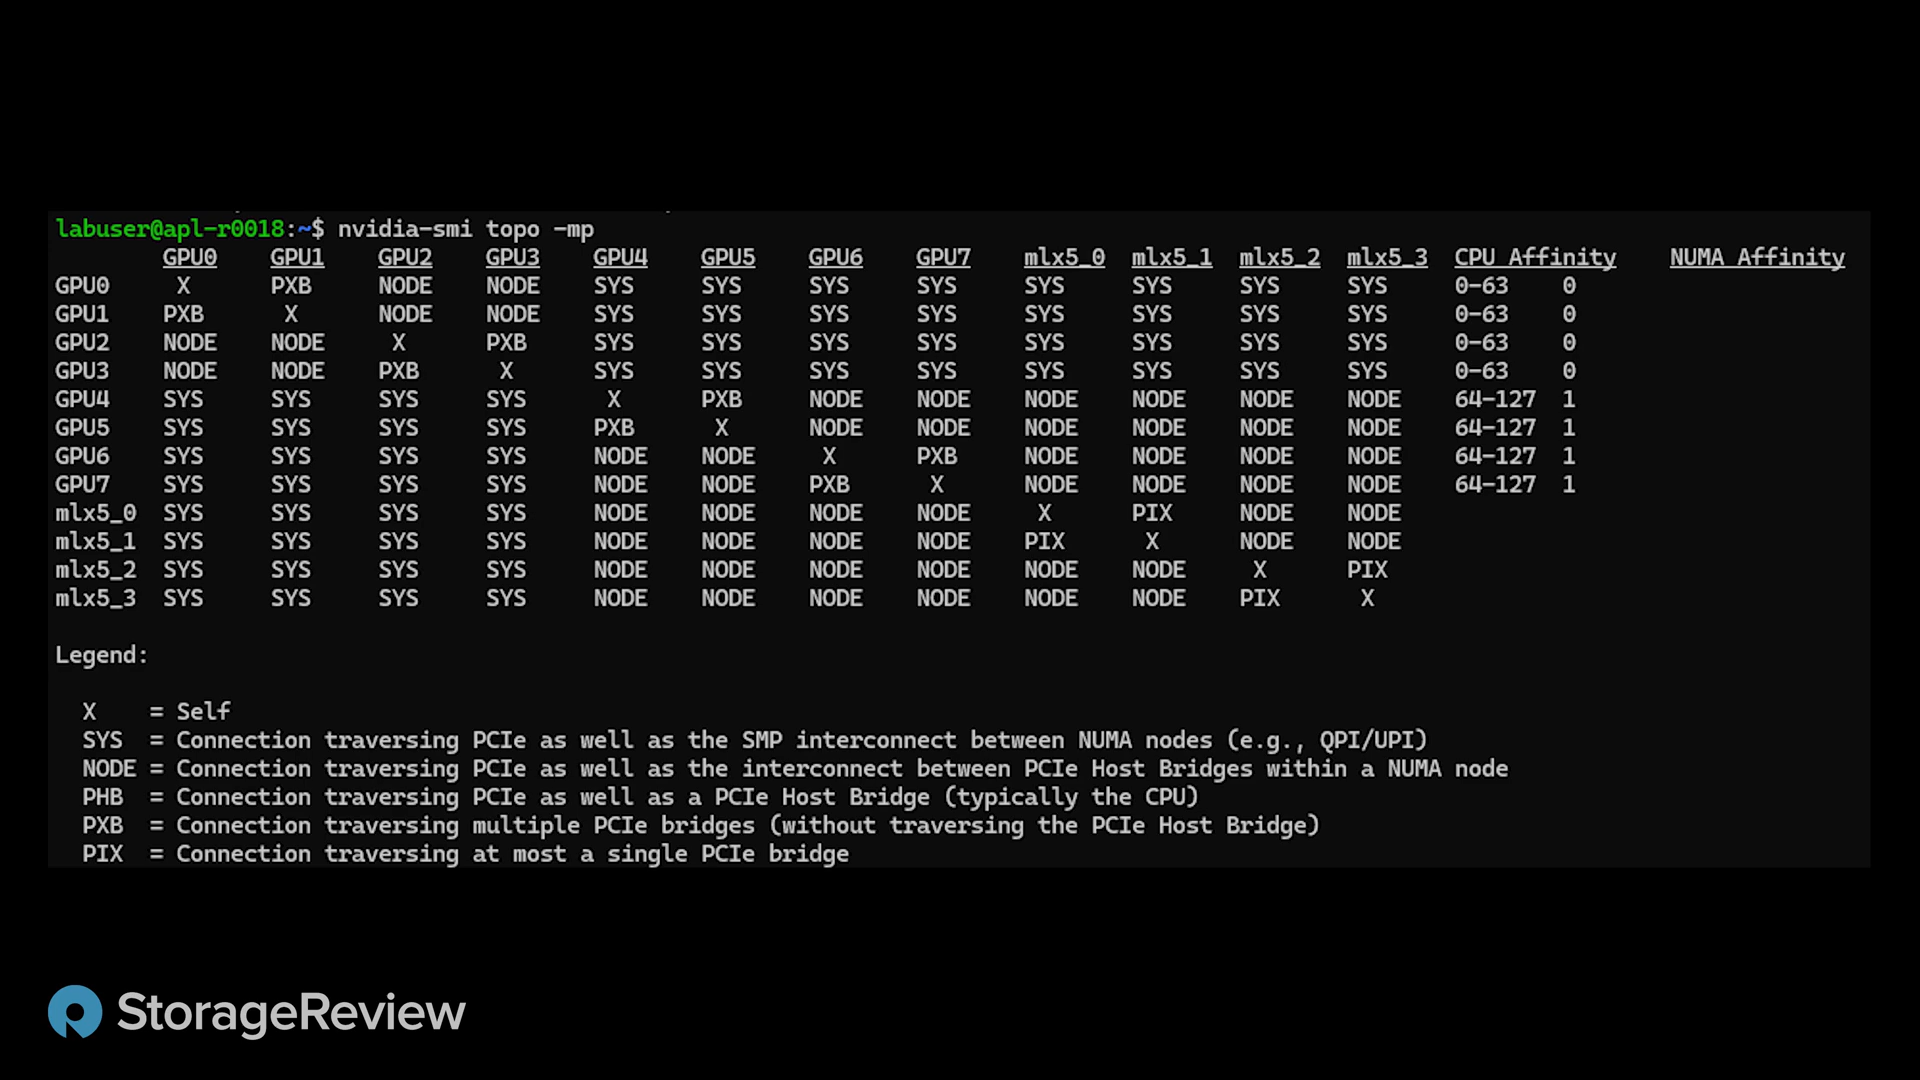 labuser@apl-r0018:~$ nvidia-smi topo -mp
GPU0 GPU1 GPU2 GPU3 GPU4 GPU5 GPU6 GPU7 mlx5_0 mlx5_1 mlx5_2 mlx5_3 CPU Affinity NUMA Affinity
GPU0 X PXB NODE NODE SYS SYS SYS SYS SYS SYS SYS SYS 0-63 0
GPU1 PXB X NODE NODE SYS SYS SYS SYS SYS SYS SYS SYS 0-63 0
GPU2 NODE NODE X PXB SYS SYS SYS SYS SYS SYS SYS SYS 0-63 0
GPU3 NODE NODE PXB X SYS SYS SYS SYS SYS SYS SYS SYS 0-63 0
GPU4 SYS SYS SYS SYS X PXB NODE NODE NODE NODE NODE NODE 64-127 1
GPU5 SYS SYS SYS SYS PXB X NODE NODE NODE NODE NODE NODE 64-127 1
GPU6 SYS SYS SYS SYS NODE NODE X PXB NODE NODE NODE NODE 64-127 1
GPU7 SYS SYS SYS SYS NODE NODE PXB X NODE NODE NODE NODE 64-127 1
mlx5_0 SYS SYS SYS SYS NODE NODE NODE NODE X PIX NODE NODE
mlx5_1 SYS SYS SYS SYS NODE NODE NODE NODE PIX X NODE NODE
mlx5_2 SYS SYS SYS SYS NODE NODE NODE NODE NODE NODE X PIX
mlx5_3 SYS SYS SYS SYS NODE NODE NODE NODE NODE NODE PIX X
Legend:
X = Self
SYS = Connection traversing PCIe as well as the SMP interconnect between NUMA nodes (e.g., QPI/UPI)
NODE = Connection traversing PCIe as well as the interconnect between PCIe Host Bridges within a NUMA node
PHB = Connection traversing PCIe as well as a PCIe Host Bridge (typically the CPU)
PXB = Connection traversing multiple PCIe bridges (without traversing the PCIe Host Bridge)
PIX = Connection traversing at most a single PCIe bridge
StorageReview